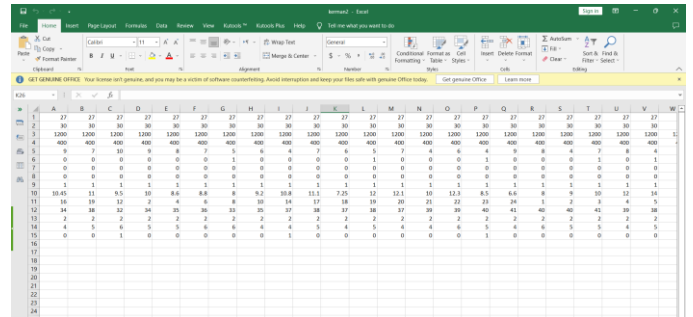 kerman2 - Excel
Sign in
File Home Insert Page Layout Formulas Data Review View Kutools ™ Kutools Plus Help Tell me what you want to do
Cut
Copy
Format Painter
Paste
Calibri 11
B I U
Wrap Text
Merge & Center
General
$ %
Conditional Formatting
Format as Table
Cell Styles
Insert Delete Format
AutoSum
Fill
Clear
Sort & Filter
Find & Select
Clipboard Font Alignment Number Styles Cells Editing
GET GENUINE OFFICE Your license isn't genuine, and you may be a victim of software counterfeiting. Avoid interruption and keep your files safe with genuine Office today. Get genuine Office Learn more
K26 fx
A B C D E F G H I J K L M N O P Q R S T U V W
1 27 27 27 27 27 27 27 27 27 27 27 27 27 27 27 27 27 27 27 27 27 27
2 30 30 30 30 30 30 30 30 30 30 30 30 30 30 30 30 30 30 30 30 30 30
3 1200 1200 1200 1200 1200 1200 1200 1200 1200 1200 1200 1200 1200 1200 1200 1200 1200 1200 1200 1200 1200 1200
4 400 400 400 400 400 400 400 400 400 400 400 400 400 400 400 400 400 400 400 400 400 400
5 9 7 10 9 8 7 5 6 4 7 6 5 7 4 6 4 7 8 4 7 8 4
6 0 0 0 0 0 0 1 0 0 0 0 1 0 0 0 1 0 0 0 1 0 1
7 0 0 0 0 0 0 0 0 0 0 0 0 0 0 0 0 0 0 0 0 0 0
8 0 0 0 0 0 0 0 0 0 0 0 0 0 0 0 0 0 0 0 0 0 0
9 1 1 1 1 1 1 1 1 1 1 1 1 1 1 1 1 1 1 1 1 1 1
10 10.45 11 9.5 10 8.6 8.8 8 9.2 10.8 11.1 7.25 12 12.1 10 12.3 8.5 6.6 8 9 10 12 14
11 16 19 12 2 4 6 8 10 14 17 18 19 20 21 22 23 24 1 2 3 4 5
12 34 38 32 34 35 36 33 35 37 38 37 38 37 39 39 40 41 40 40 41 39 38
13 2 2 2 2 2 2 2 2 2 2 2 2 2 2 2 2 2 2 2 2 2 2
14 4 5 6 5 5 6 6 4 4 5 4 5 4 4 6 5 4 6 5 6 5 4
15 0 0 1 0 0 0 0 0 1 0 0 0 0 0 0 1 0 0 0 0 0 0
16
17
18
19
20
21
22
23
24